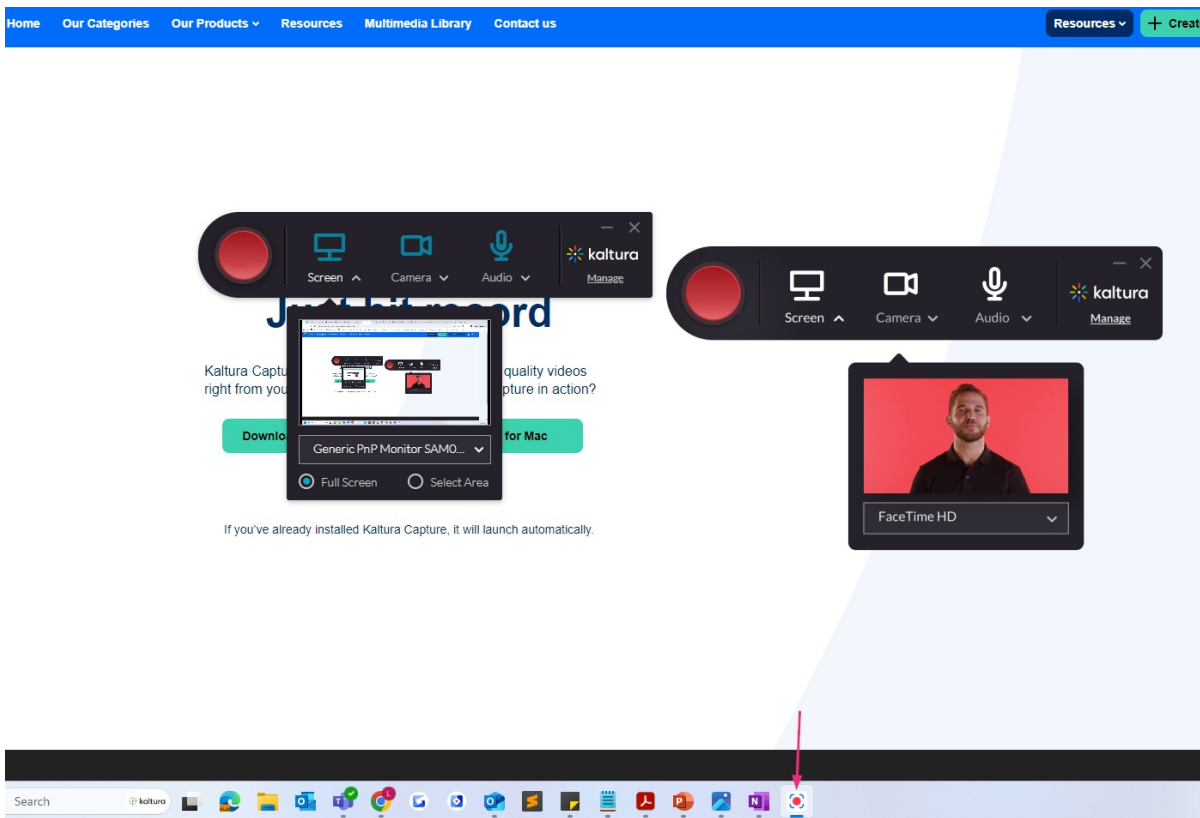 Home Our Categories Our Products Resources Multimedia Library Contact us Resources + Creat
Screen Camera Audio kaltura Manage
Screen Camera Audio kaltura Manage
Kaltura Captu quality videos
right from you pture in action?
Downlo for Mac
Generic PnP Monitor SAM0...
Full Screen Select Area
If you've already installed Kaltura Capture, it will launch automatically.
FaceTime HD
Search kaltura